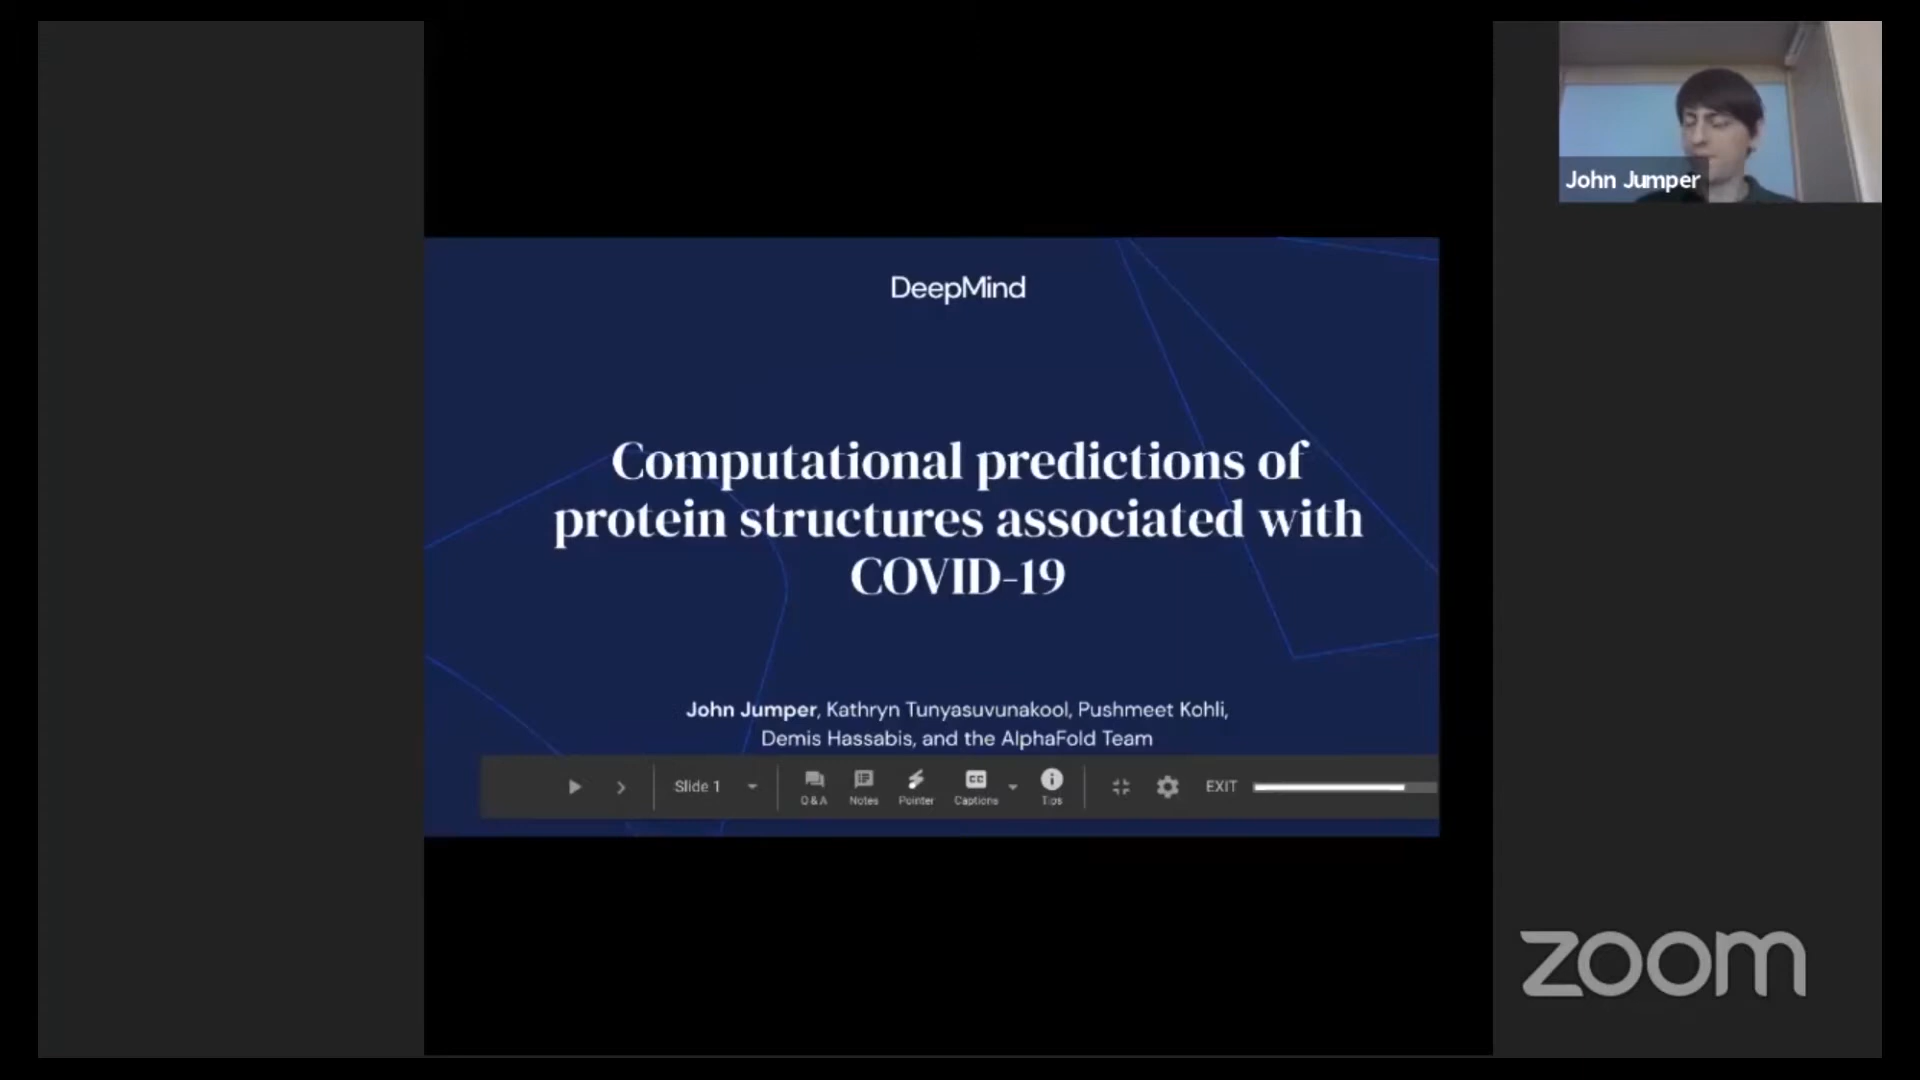 John Jumper
DeepMind
Computational predictions of
protein structures associated with
COVID-19
John Jumper, Kathryn Tunyasuvunakool, Pushmeet Kohli,
Demis Hassabis, and the AlphaFold Team
Slide 1
Q&A
Notes
Pointer
CC
Captions
Tips
EXIT
zoom